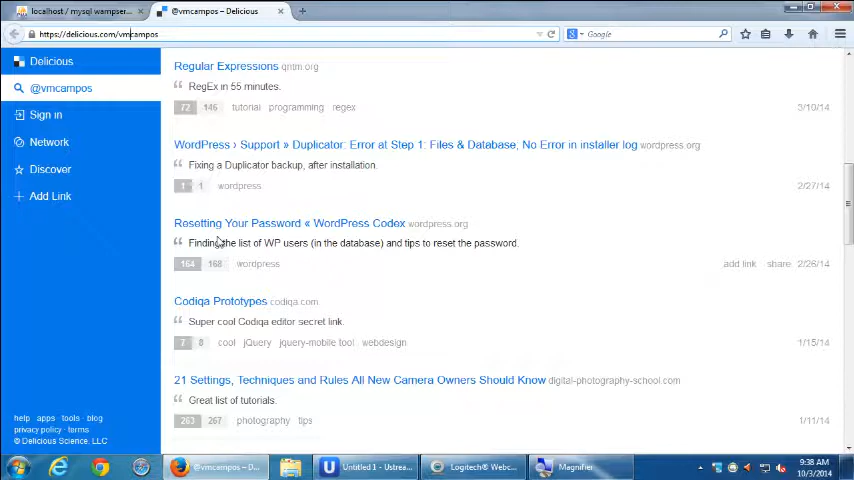 localhost / mysql wampser...
@vmcampos – Delicious
https://delicious.com/vmcampos
Google
Delicious
@vmcampos
Sign in
Network
Discover
Add Link
help apps tools blog
privacy policy terms
© Delicious Science, LLC
Regular Expressions qntm.org
RegEx in 55 minutes.
72 146 tutorial programming regex 3/10/14
WordPress › Support » Duplicator: Error at Step 1: Files & Database, No Error in installer log wordpress.org
Fixing a Duplicator backup, after installation.
1 1 wordpress 2/27/14
Resetting Your Password « WordPress Codex wordpress.org
Finding the list of WP users (in the database) and tips to reset the password.
164 168 wordpress add link share 2/26/14
Codiqa Prototypes codiqa.com
Super cool Codiqa editor secret link.
7 8 cool jQuery jquery-mobile tool webdesign 1/15/14
21 Settings, Techniques and Rules All New Camera Owners Should Know digital-photography-school.com
Great list of tutorials.
263 267 photography tips 1/11/14
@vmcampos – D...
Untitled 1 - Ustrea...
Logitech® Webc...
Magnifier
9:38 AM
10/3/2014